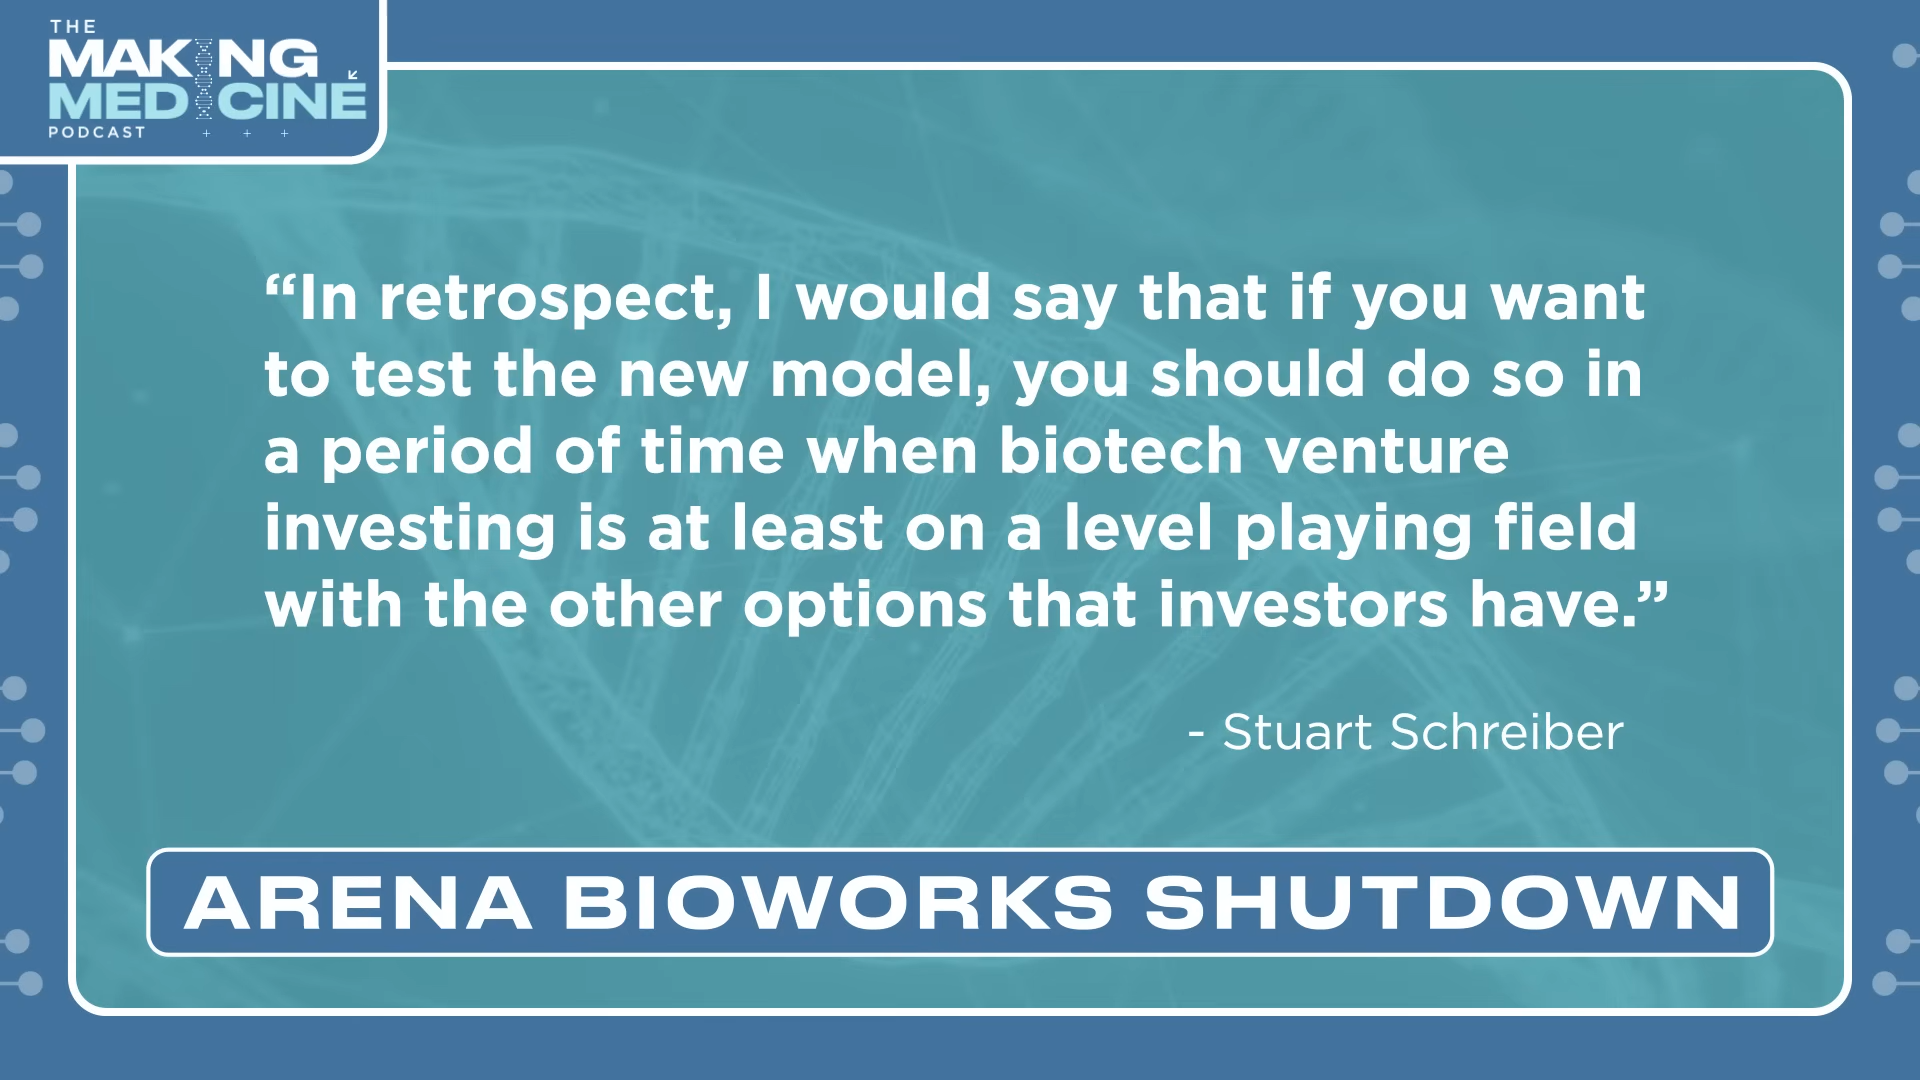 THE
MAKING
MEDICINE
PODCAST
“In retrospect, I would say that if you want
to test the new model, you should do so in
a period of time when biotech venture
investing is at least on a level playing field
with the other options that investors have.”
- Stuart Schreiber
ARENA BIOWORKS SHUTDOWN